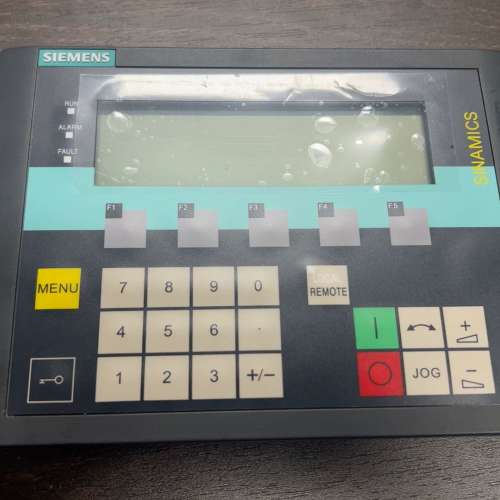 SIEMENS
RUN
ALARM
FAULT
SINAMICS
F1 F2 F3 F4 F5
MENU
7 8 9 0
LOCAL
REMOTE
4 5 6 .
1 2 3 +/-
I
+
O
JOG
-